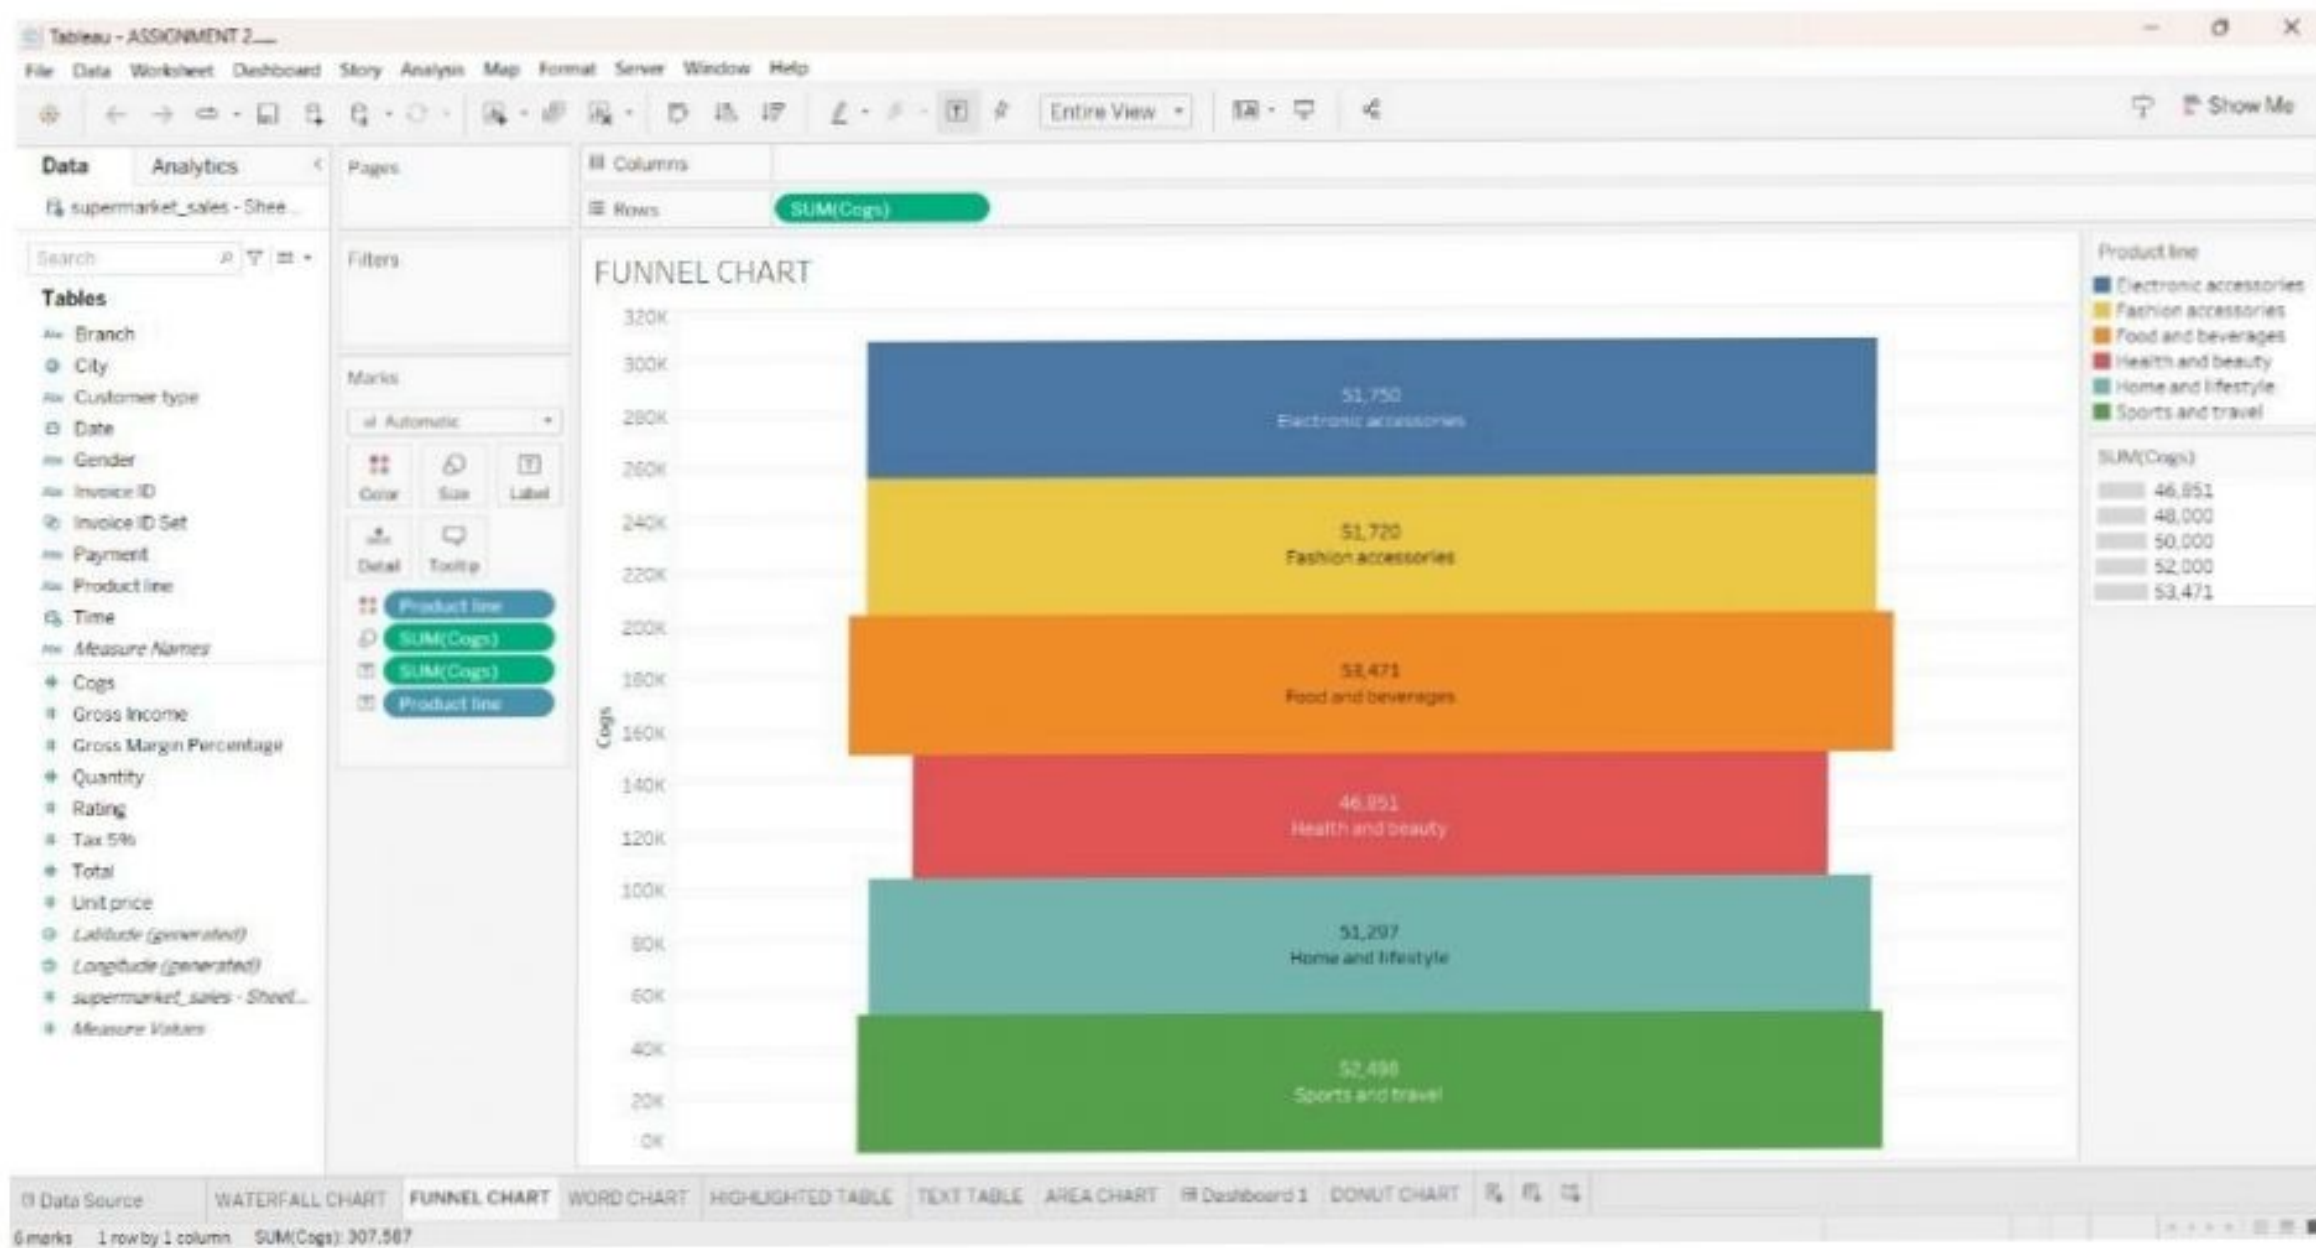 Tableau - ASSIGNMENT 2
File Data Worksheet Dashboard Story Analysis Map Format Server Window Help
Entire View
Show Me
Data Analytics
supermarket_sales - Shee...
Search
Tables
Abc Branch
City
Abc Customer type
Date
Abc Gender
Abc Invoice ID
Invoice ID Set
Abc Payment
Abc Product line
Time
Abc Measure Names
Cogs
Gross Income
Gross Margin Percentage
Quantity
Rating
Tax 5%
Total
Unit price
Latitude (generated)
Longitude (generated)
supermarket_sales - Sheet...
Measure Values
Pages
Filters
Marks
Automatic
Color Size Label
Detail Tooltip
Product line
SUM(Cogs)
SUM(Cogs)
Product line
Columns
Rows SUM(Cogs)
FUNNEL CHART
320K
300K
280K
260K
240K
220K
200K
180K
160K
140K
120K
100K
80K
60K
40K
20K
0K
Cogs
51,750
Electronic accessories
51,720
Fashion accessories
53,471
Food and beverages
46,851
Health and beauty
51,297
Home and lifestyle
52,498
Sports and travel
Product line
Electronic accessories
Fashion accessories
Food and beverages
Health and beauty
Home and lifestyle
Sports and travel
SUM(Cogs)
46,851
48,000
50,000
52,000
53,471
Data Source WATERFALL CHART FUNNEL CHART WORD CHART HIGHLIGHTED TABLE TEXT TABLE AREA CHART Dashboard 1 DONUT CHART
6 marks 1 row by 1 column SUM(Cogs): 307,587